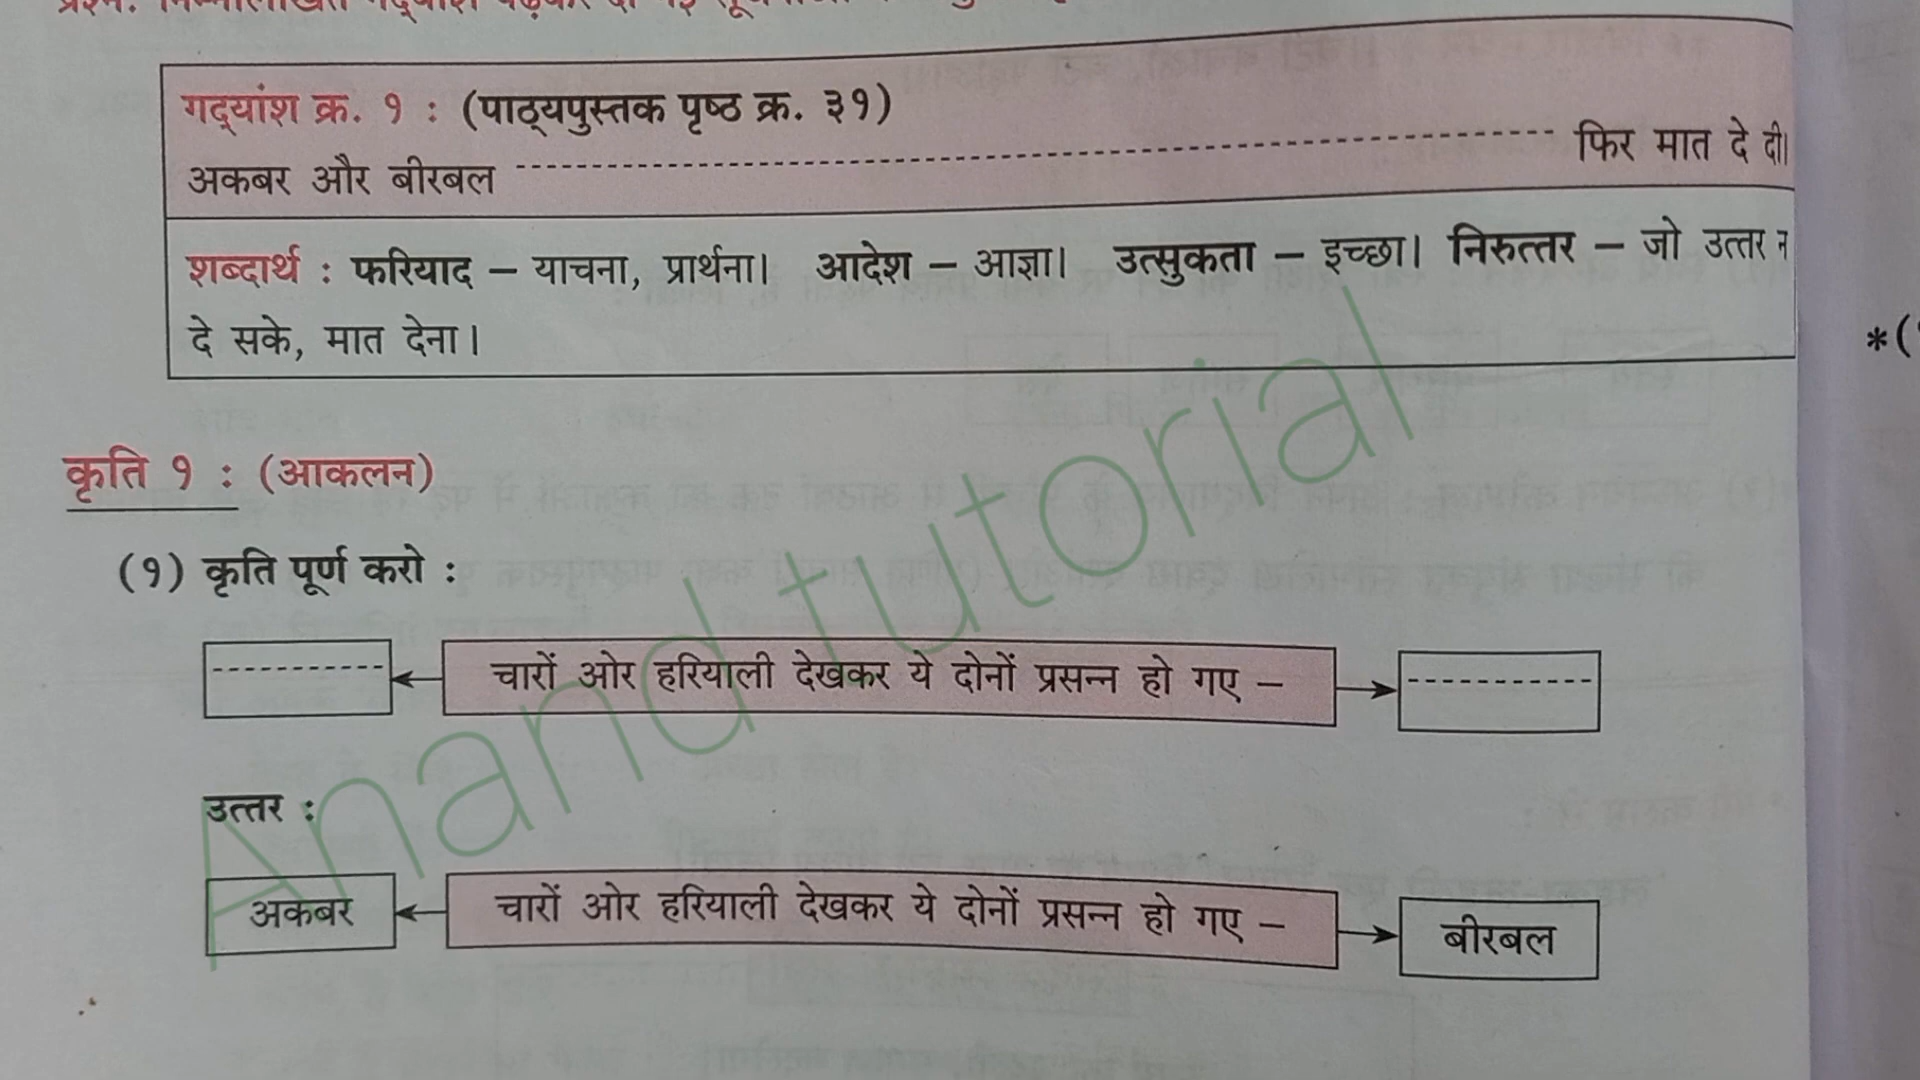 गद्यांश क्र. १ : (पाठ्यपुस्तक पृष्ठ क्र. ३१)
अकबर और बीरबल ------------------------------ फिर मात दे दी।
शब्दार्थ : फरियाद – याचना, प्रार्थना। आदेश – आज्ञा। उत्सुकता – इच्छा। निरुत्तर – जो उत्तर न
दे सके, मात देना।
*(
कृति १ : (आकलन)
(१) कृति पूर्ण करो :
----------- चारों ओर हरियाली देखकर ये दोनों प्रसन्न हो गए – -----------
उत्तर :
अकबर चारों ओर हरियाली देखकर ये दोनों प्रसन्न हो गए – बीरबल
Anand tutorial